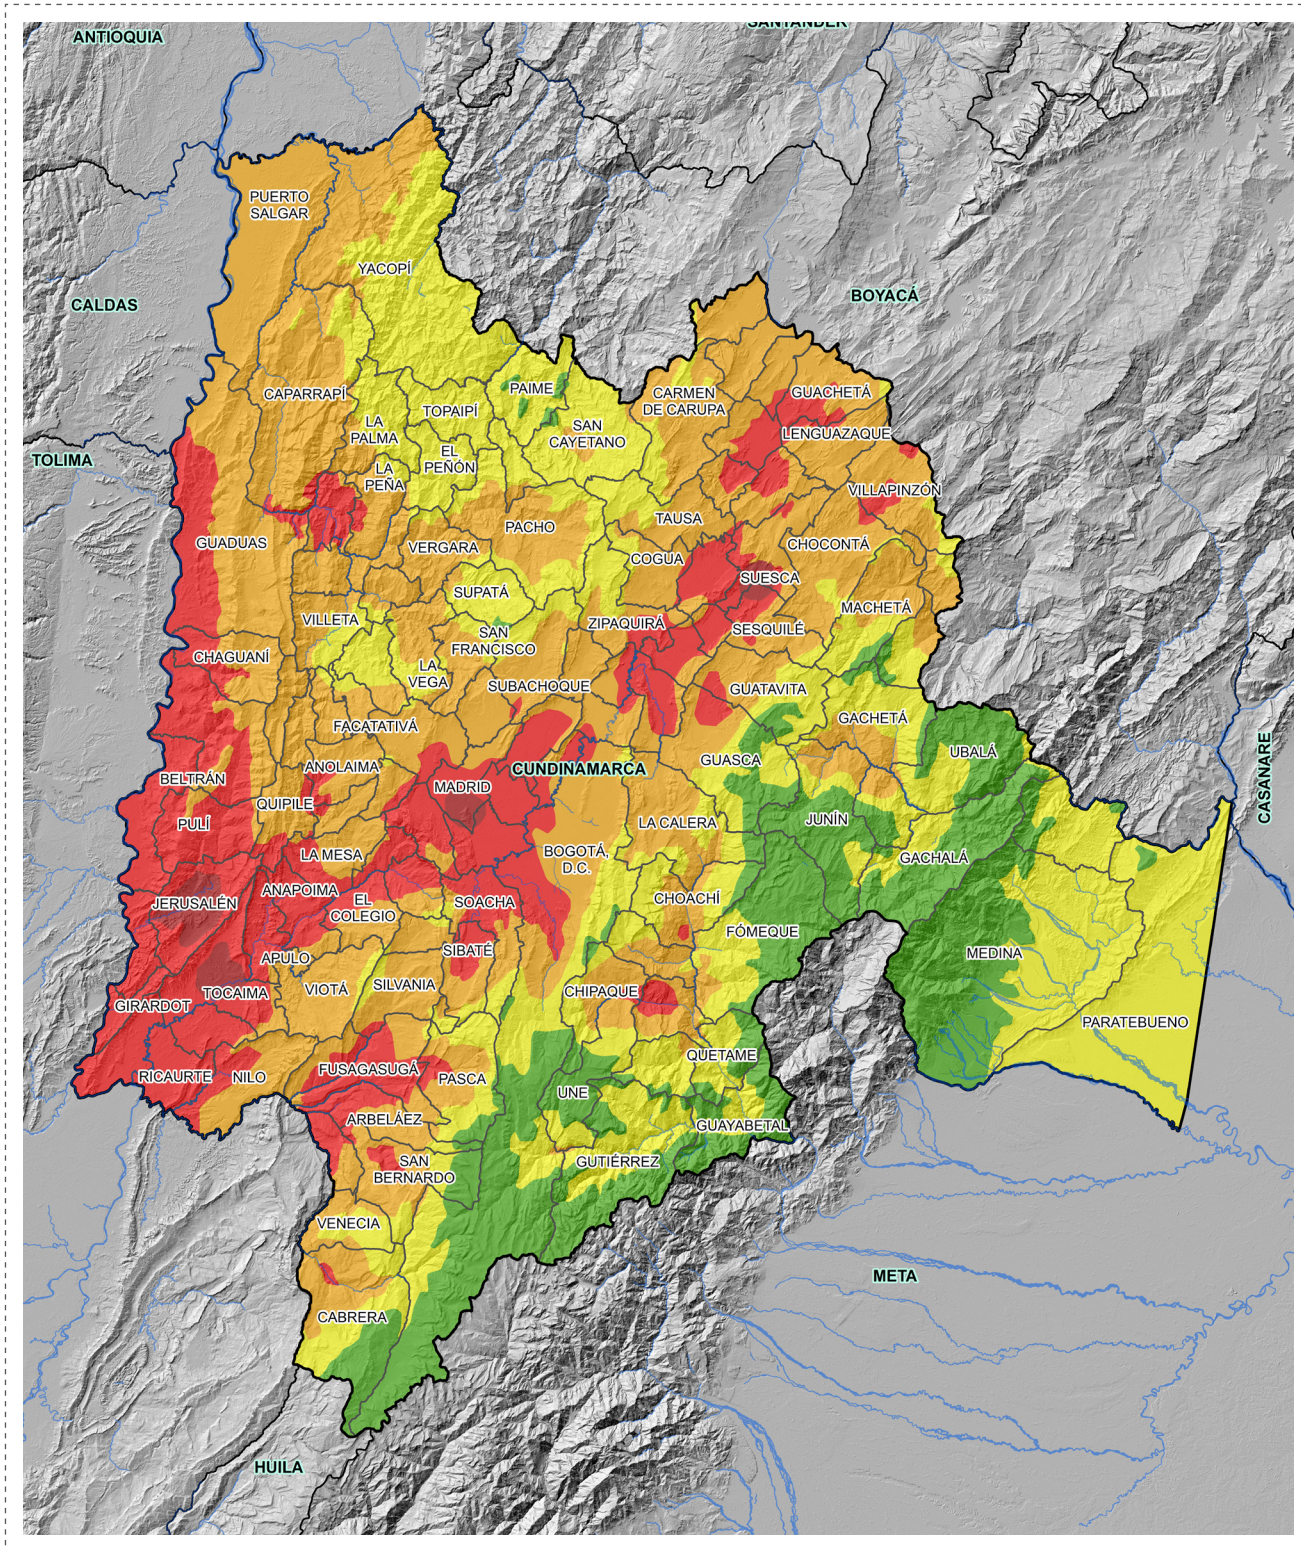 SANTANDER
ANTIOQUIA
PUERTO
SALGAR
YACOPÍ
CALDAS
BOYACÁ
CAPARRAPÍ
PAIME
CARMEN
DE CARUPA
GUACHETÁ
TOPAIPÍ
LA
PALMA
SAN
CAYETANO
LENGUAZAQUE
TOLIMA
EL
PEÑÓN
LA
PEÑA
VILLAPINZÓN
PACHO
TAUSA
GUADUAS
VERGARA
COGUA
CHOCONTÁ
SUPATÁ
SUESCA
MACHETÁ
VILLETA
ZIPAQUIRÁ
SESQUILÉ
SAN
FRANCISCO
CHAGUANÍ
LA
VEGA
SUBACHOQUE
GUATAVITA
FACATATIVÁ
GACHETÁ
GUASCA
UBALÁ
CASANARE
ANOLAIMA
CUNDINAMARCA
BELTRÁN
MADRID
QUIPILE
PULÍ
LA CALERA
JUNÍN
LA MESA
BOGOTÁ,
D.C.
GACHALÁ
ANAPOIMA
JERUSALÉN
EL
COLEGIO
SOACHA
CHOACHÍ
FÓMEQUE
SIBATÉ
APULO
MEDINA
TOCAIMA
VIOTÁ
SILVANIA
CHIPAQUE
GIRARDOT
PARATEBUENO
QUETAME
RICAURTE
NILO
FUSAGASUGÁ
PASCA
UNE
ARBELÁEZ
GUAYABETAL
SAN
BERNARDO
GUTIÉRREZ
VENECIA
META
CABRERA
HUILA